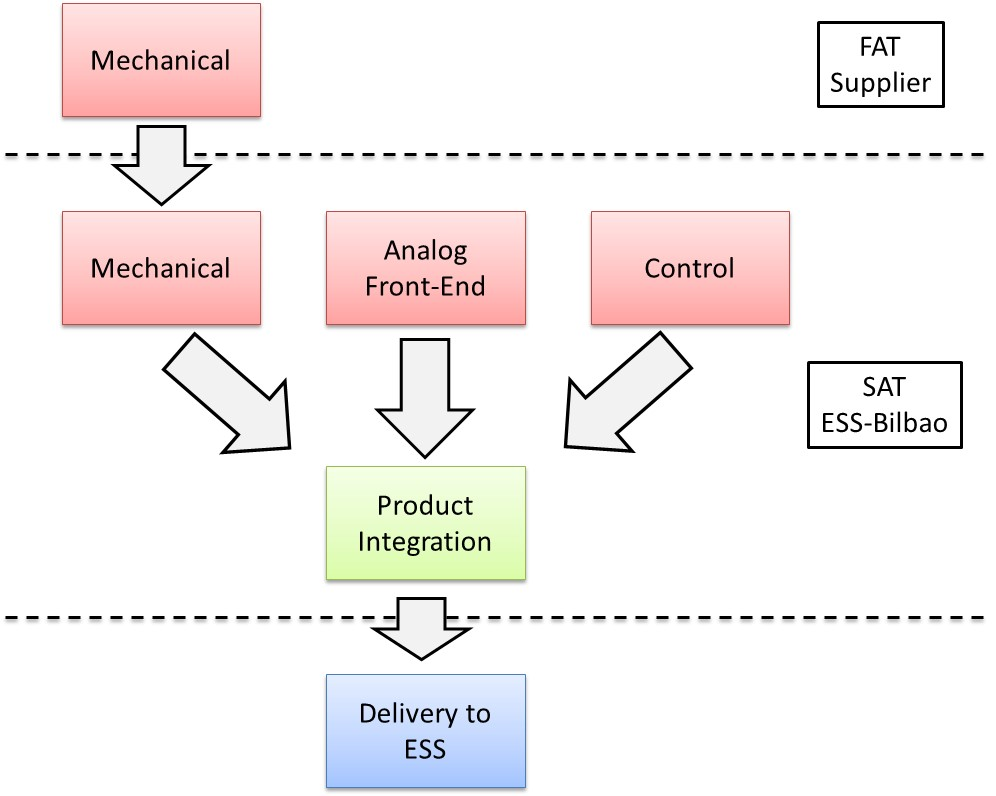 Mechanical
FAT
Supplier
Mechanical
Analog
Front-End
Control
SAT
ESS-Bilbao
Product
Integration
Delivery to
ESS